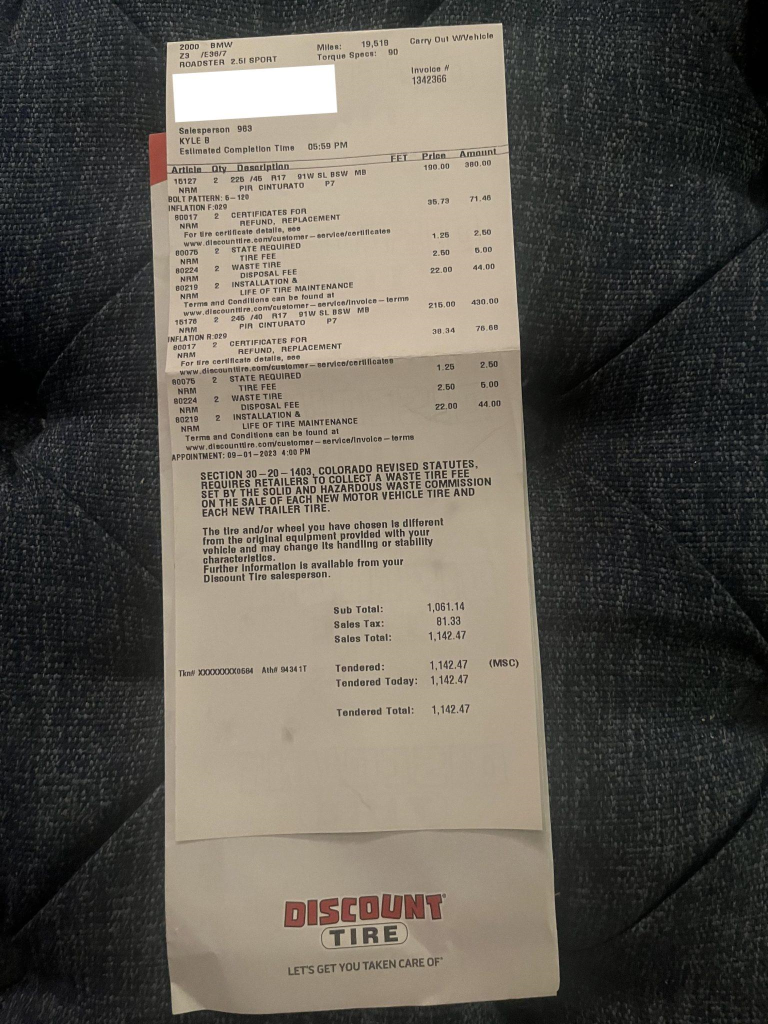 2000 BMW Miles: 19,518 Carry Out W/Vehicle
Z3 /E36/7 Torque Specs: 90
ROADSTER 2.5I SPORT
Invoice #
1342366
Salesperson 983
KYLE B
Estimated Completion Time 05:59 PM
Article Qty Description FET Price Amount
15127 2 225 /45 R17 91W SL BSW MB 190.00 380.00
NRM PIR CINTURATO P7
BOLT PATTERN: 5-120
INFLATION F:029
80017 2 CERTIFICATES FOR 35.73 71.46
NRM REFUND, REPLACEMENT
For tire certificate details, see
www.discounttire.com/customer-service/certificates
80075 2 STATE REQUIRED 1.25 2.50
NRM TIRE FEE
80224 2 WASTE TIRE 2.50 5.00
NRM DISPOSAL FEE
80219 2 INSTALLATION & 22.00 44.00
NRM LIFE OF TIRE MAINTENANCE
Terms and Conditions can be found at
www.discounttire.com/customer-service/invoice-terms
15178 2 245 /40 R17 91W SL BSW MB 215.00 430.00
NRM PIR CINTURATO P7
INFLATION R:029
80017 2 CERTIFICATES FOR 38.34 76.68
NRM REFUND, REPLACEMENT
For tire certificate details, see
www.discounttire.com/customer-service/certificates
80075 2 STATE REQUIRED 1.25 2.50
NRM TIRE FEE
80224 2 WASTE TIRE 2.50 5.00
NRM DISPOSAL FEE
80219 2 INSTALLATION & 22.00 44.00
NRM LIFE OF TIRE MAINTENANCE
Terms and Conditions can be found at
www.discounttire.com/customer-service/invoice-terms
APPOINTMENT: 09-01-2023 4:00 PM
SECTION 30-20-1403, COLORADO REVISED STATUTES,
REQUIRES RETAILERS TO COLLECT A WASTE TIRE FEE
SET BY THE SOLID AND HAZARDOUS WASTE COMMISSION
ON THE SALE OF EACH NEW MOTOR VEHICLE TIRE AND
EACH NEW TRAILER TIRE.
The tire and/or wheel you have chosen is different
from the original equipment provided with your
vehicle and may change its handling or stability
characteristics.
Further information is available from your
Discount Tire salesperson.
Sub Total: 1,061.14
Sales Tax: 81.33
Sales Total: 1,142.47
Tkn# XXXXXXXX0584 Ath# 94341T Tendered: 1,142.47 (MSC)
Tendered Today: 1,142.47
Tendered Total: 1,142.47
DISCOUNT
TIRE
LET'S GET YOU TAKEN CARE OF